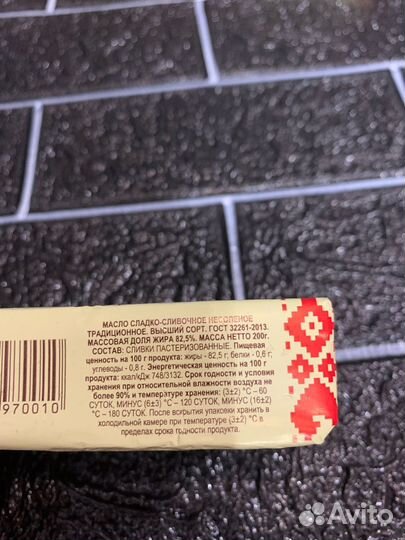 МАСЛО СЛАДКО-СЛИВОЧНОЕ НЕСОЛЕНОЕ
ТРАДИЦИОННОЕ. ВЫСШИЙ СОРТ. ГОСТ 32261-2013.
МАССОВАЯ ДОЛЯ ЖИРА 82,5%. МАССА НЕТТО 200г.
СОСТАВ: СЛИВКИ ПАСТЕРИЗОВАННЫЕ. Пищевая
ценность на 100 г продукта: жиры - 82,5 г; белки - 0,6 г;
углеводы - 0,8 г. Энергетическая ценность на 100 г
продукта: ккал/кДж 748/3132. Срок годности и условия
хранения при относительной влажности воздуха не
более 90% и температуре хранения: (3±2) °С – 60
СУТОК, МИНУС (6±3) °С – 120 СУТОК, МИНУС (16±2)
°С – 180 СУТОК. После вскрытия упаковки хранить в
холодильной камере при температуре (3±2) °С в
пределах срока годности продукта.
970010
Avito